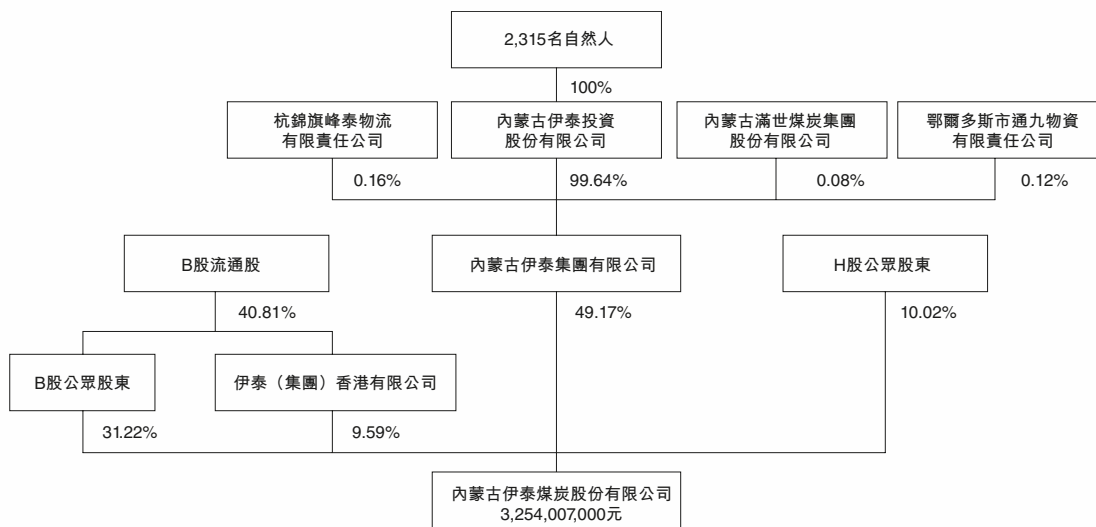 2,315名自然人
100%
杭錦旗峰泰物流
有限責任公司
內蒙古伊泰投資
股份有限公司
內蒙古滿世煤炭集團
股份有限公司
鄂爾多斯市通九物資
有限責任公司
0.16%
99.64%
0.08%
0.12%
B股流通股
內蒙古伊泰集團有限公司
H股公眾股東
40.81%
49.17%
10.02%
B股公眾股東
伊泰（集團）香港有限公司
31.22%
9.59%
內蒙古伊泰煤炭股份有限公司
3,254,007,000元